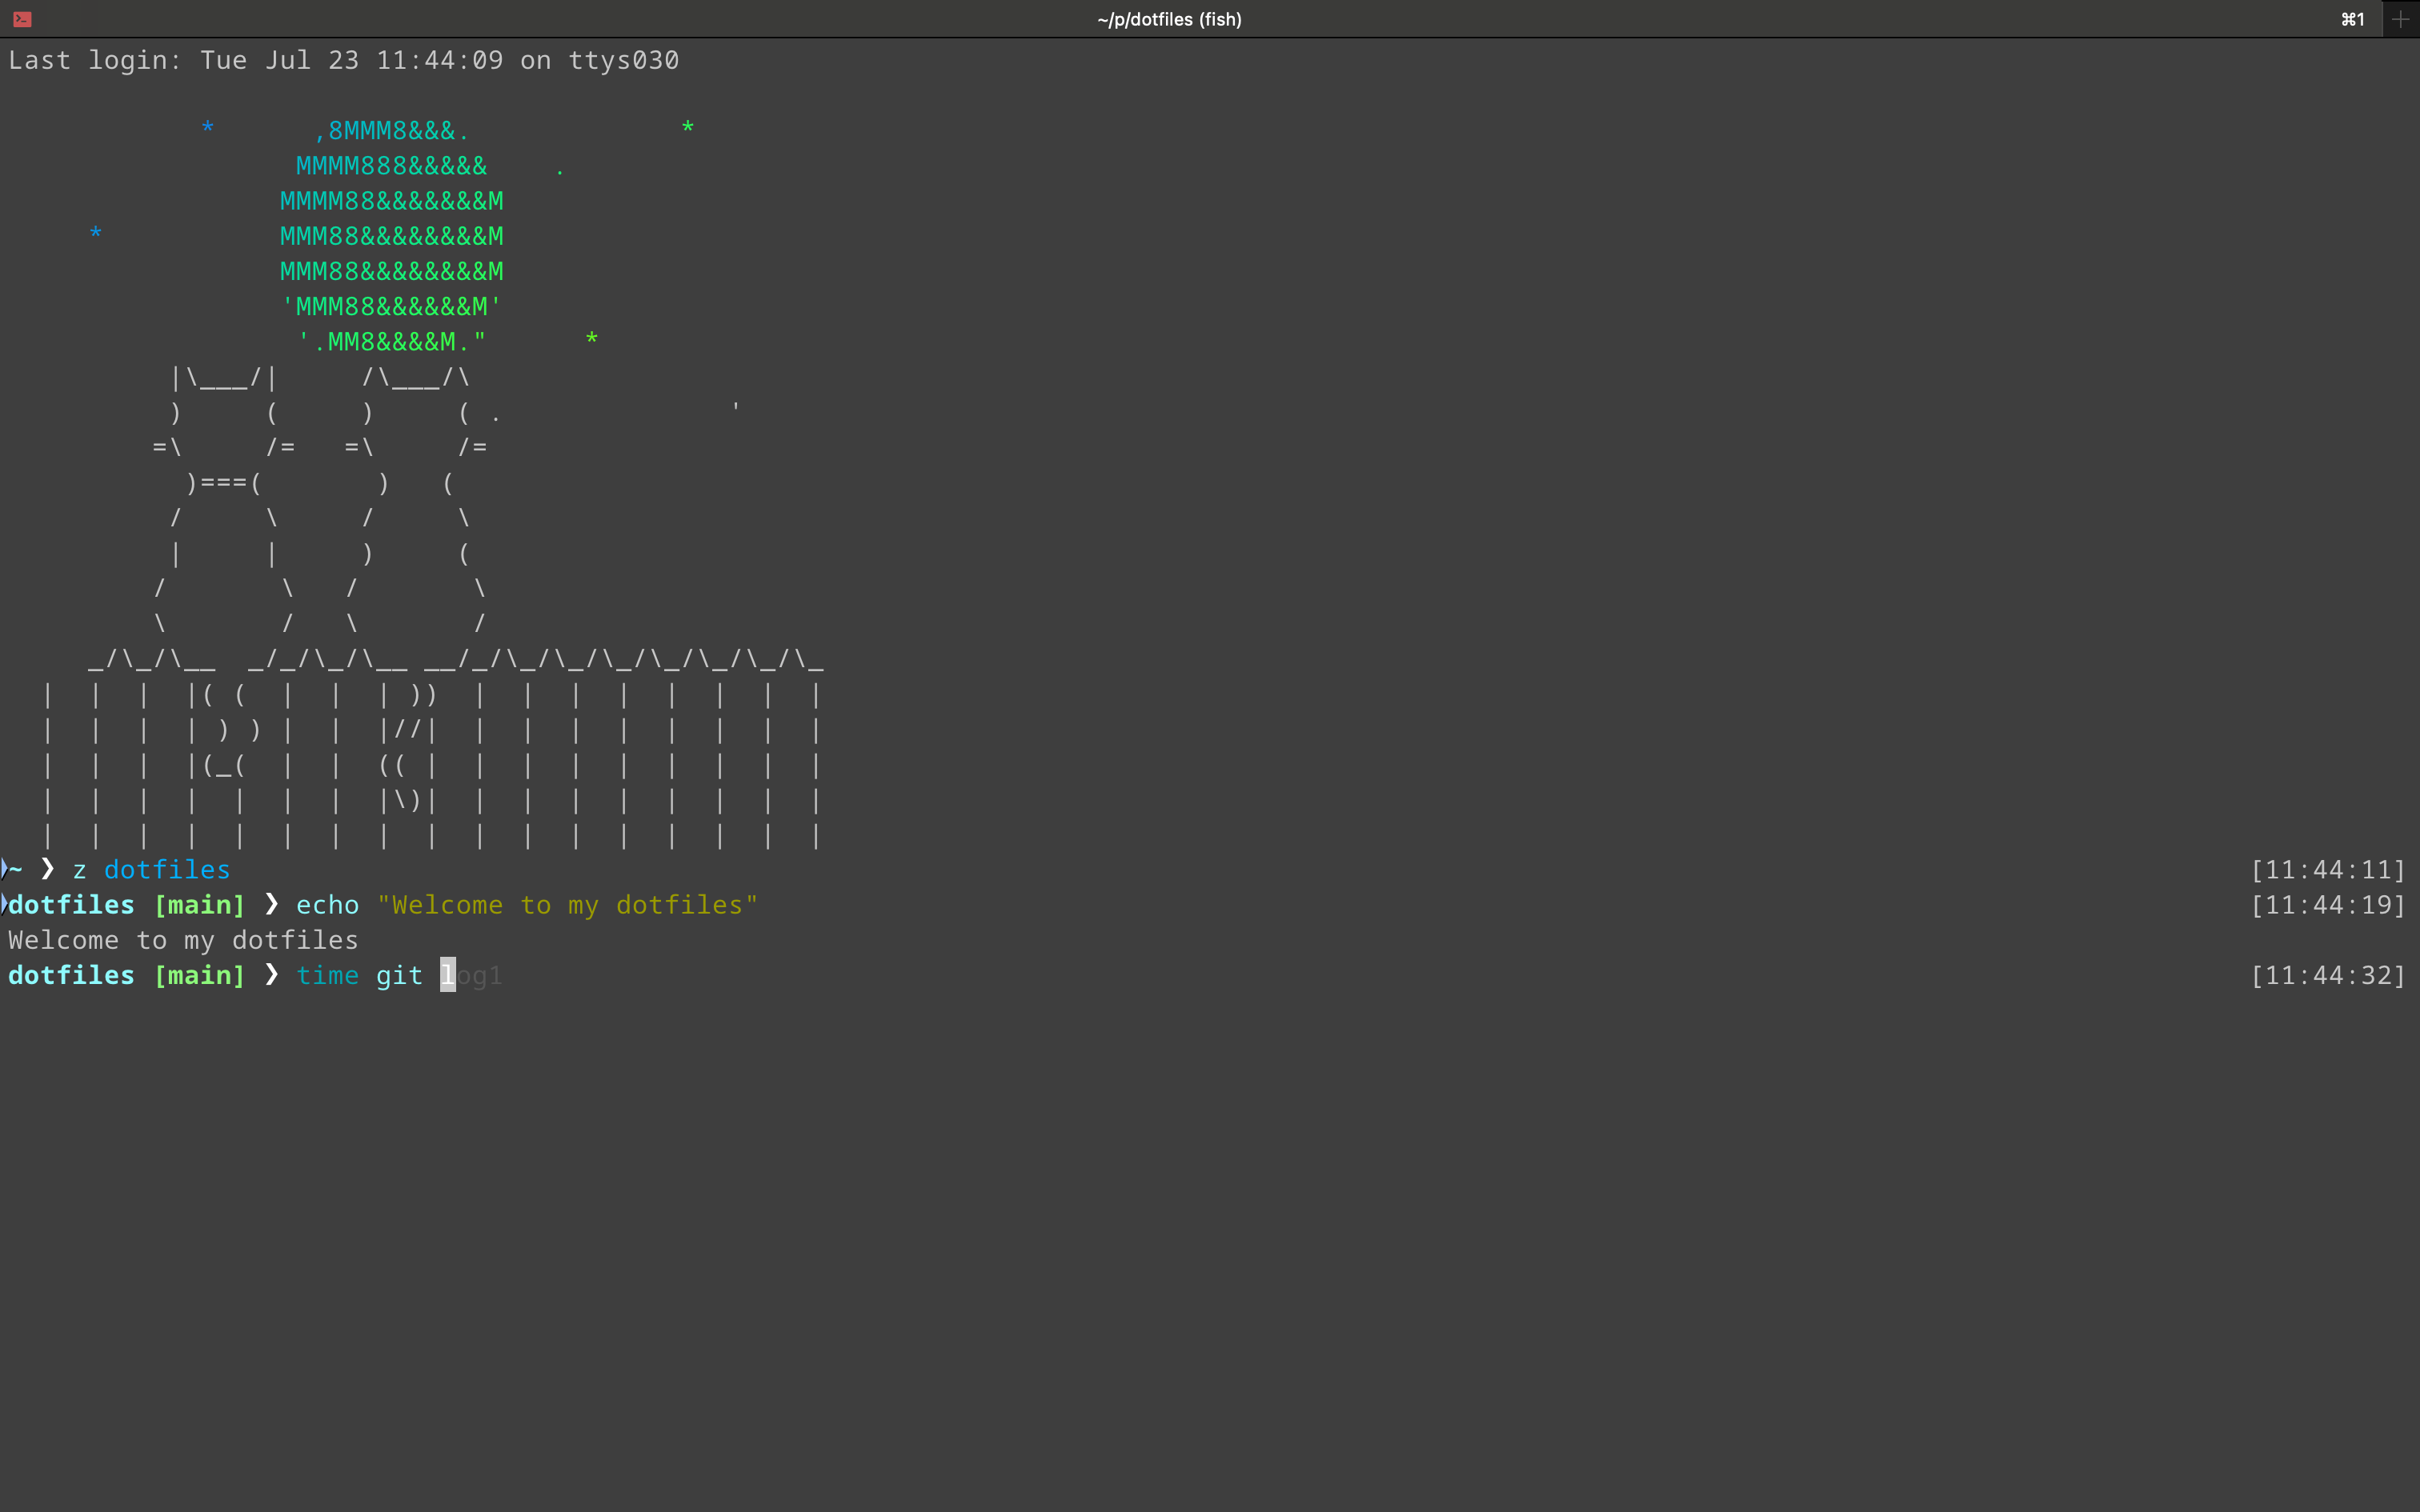 ~/p/dotfiles (fish) ⌘1 +
Last login: Tue Jul 23 11:44:09 on ttys030
            *      ,8MMM8&&&.             *
                  MMMM888&&&&&    .
                 MMMM88&&&&&&&M
     *           MMM88&&&&&&&&M
                 MMM88&&&&&&&&M
                 'MMM88&&&&&&M'
                  '.MM8&&&&M."      *
          |\___/|     /\___/\
          )     (     )     ( .              '
         =\     /=   =\     /=
           )===(       )   (
          /     \     /     \
          |     |     )     (
         /       \   /       \
         \       /   \       /
     _/\_/\__  _/_/\_/\__ __/_/\_/\_/\_/\_/\_/\_
  |  |  |  |( (  |  |  | ))  |  |  |  |  |  |  |  |
  |  |  |  | ) ) |  |  |//|  |  |  |  |  |  |  |  |
  |  |  |  |(_(  |  |  (( |  |  |  |  |  |  |  |  |
  |  |  |  |  |  |  |  |\)|  |  |  |  |  |  |  |  |
  |  |  |  |  |  |  |  |  |  |  |  |  |  |  |  |  |
~ ❯ z dotfiles [11:44:11]
dotfiles [main] ❯ echo "Welcome to my dotfiles" [11:44:19]
Welcome to my dotfiles
dotfiles [main] ❯ time git log1 [11:44:32]